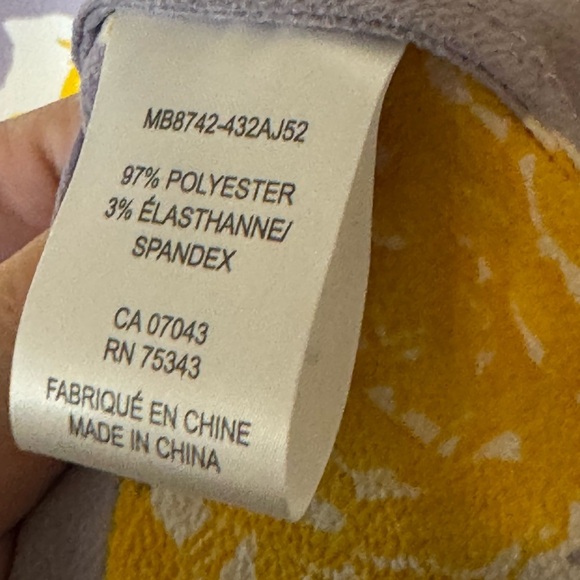 MB8742-432AJ52
97% POLYESTER
3% ÉLASTHANNE/
SPANDEX
CA 07043
RN 75343
FABRIQUÉ EN CHINE
MADE IN CHINA